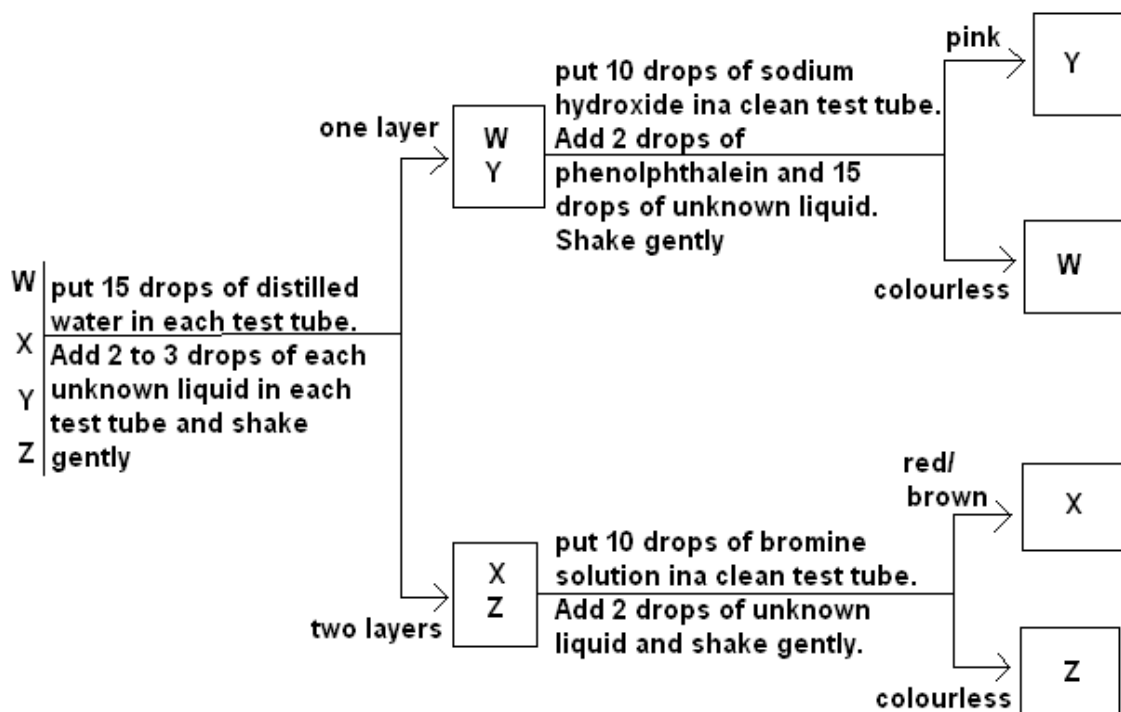 W
X
Y
Z
put 15 drops of distilled
water in each test tube.
Add 2 to 3 drops of each
unknown liquid in each
test tube and shake
gently
one layer
W
Y
put 10 drops of sodium
hydroxide ina clean test tube.
Add 2 drops of
phenolphthalein and 15
drops of unknown liquid.
Shake gently
pink
Y
colourless
W
two layers
X
Z
put 10 drops of bromine
solution ina clean test tube.
Add 2 drops of unknown
liquid and shake gently.
red/
brown
X
colourless
Z